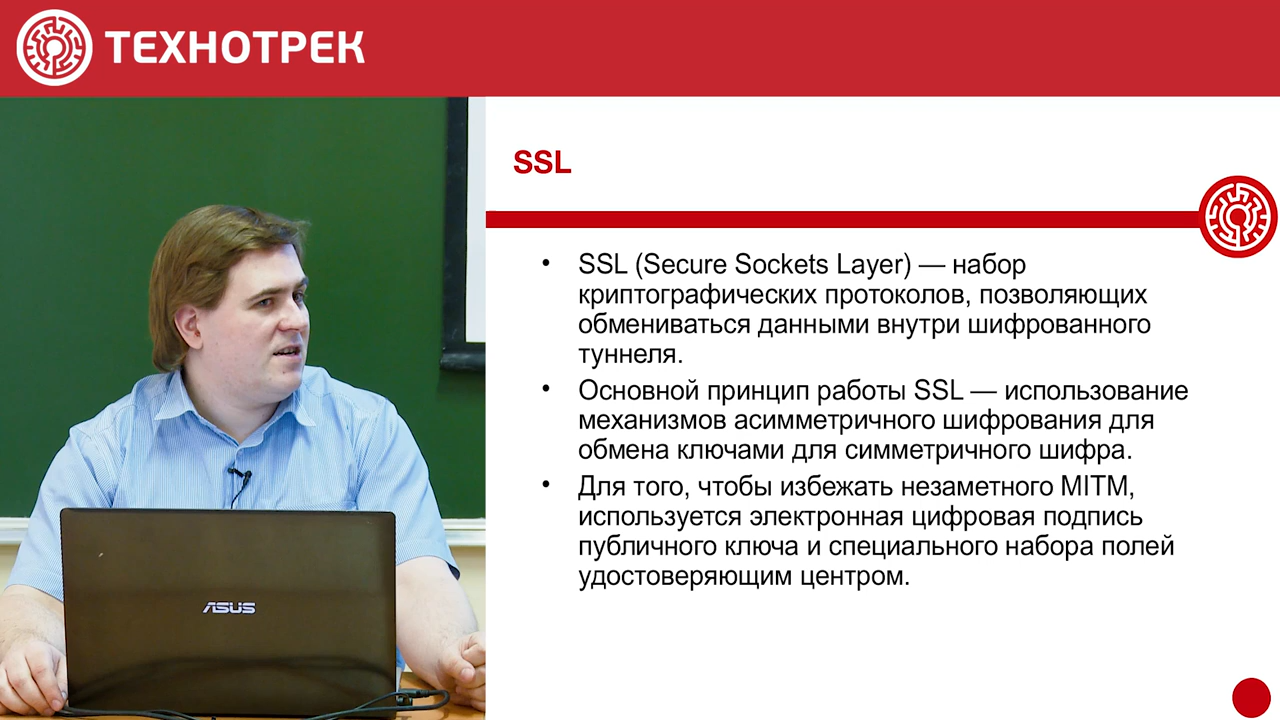 ТЕХНОТРЕК
SSL
• SSL (Secure Sockets Layer) — набор
криптографических протоколов, позволяющих
обмениваться данными внутри шифрованного
туннеля.
• Основной принцип работы SSL — использование
механизмов асимметричного шифрования для
обмена ключами для симметричного шифра.
• Для того, чтобы избежать незаметного MITM,
используется электронная цифровая подпись
публичного ключа и специального набора полей
удостоверяющим центром.
ASUS